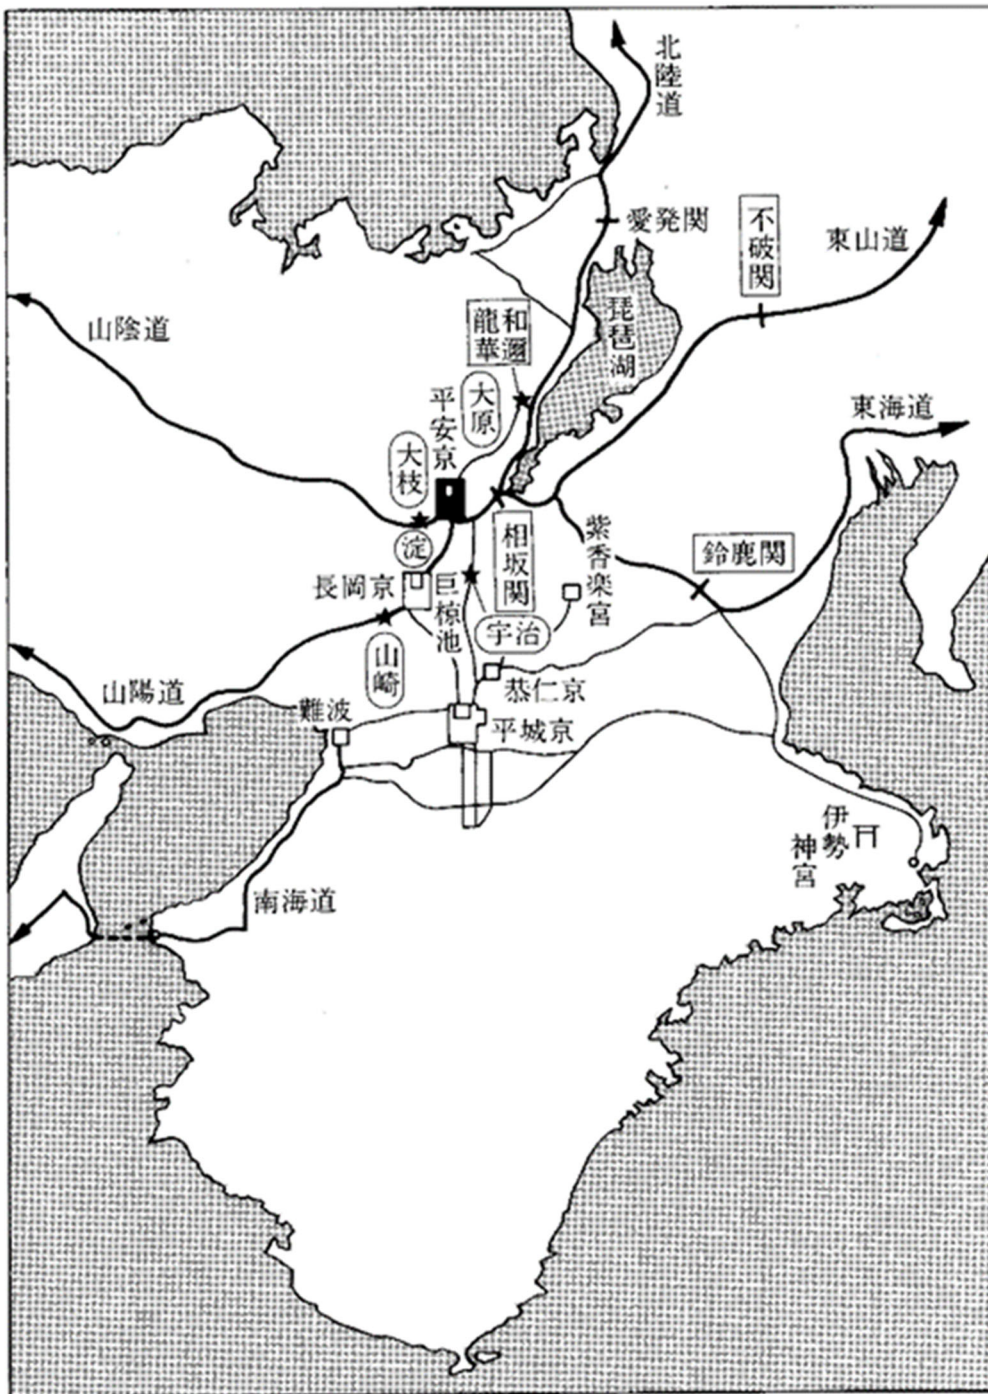 北陸道
愛発関
不破関
東山道
琵琶湖
和邇
龍華
山陰道
大原
平安京
大枝
東海道
淀
相坂関
紫香楽宮
鈴鹿関
長岡京
巨椋池
宇治
山崎
山陽道
恭仁京
難波
平城京
伊勢
神宮
南海道